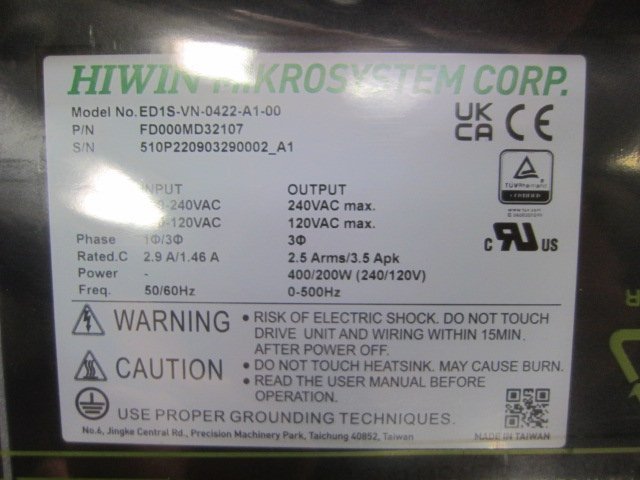 HIWIN MIKROSYSTEM CORP.
Model No. ED1S-VN-0422-A1-00
P/N FD000MD32107
S/N 510P220903290002_A1
UK
CA CE
INPUT OUTPUT
-240VAC 240VAC max.
-120VAC 120VAC max.
Phase 1Φ/3Φ 3Φ
Rated.C 2.9 A/1.46 A 2.5 Arms/3.5 Apk
Power - 400/200W (240/120V)
Freq. 50/60Hz 0-500Hz
TÜVRheinland
CERTIFIED
c RU US
WARNING
• RISK OF ELECTRIC SHOCK. DO NOT TOUCH
DRIVE UNIT AND WIRING WITHIN 15MIN.
AFTER POWER OFF.
CAUTION
• DO NOT TOUCH HEATSINK. MAY CAUSE BURN.
• READ THE USER MANUAL BEFORE
OPERATION.
USE PROPER GROUNDING TECHNIQUES.
No.6, Jingke Central Rd., Precision Machinery Park, Taichung 40852, Taiwan
MADE IN TAIWAN